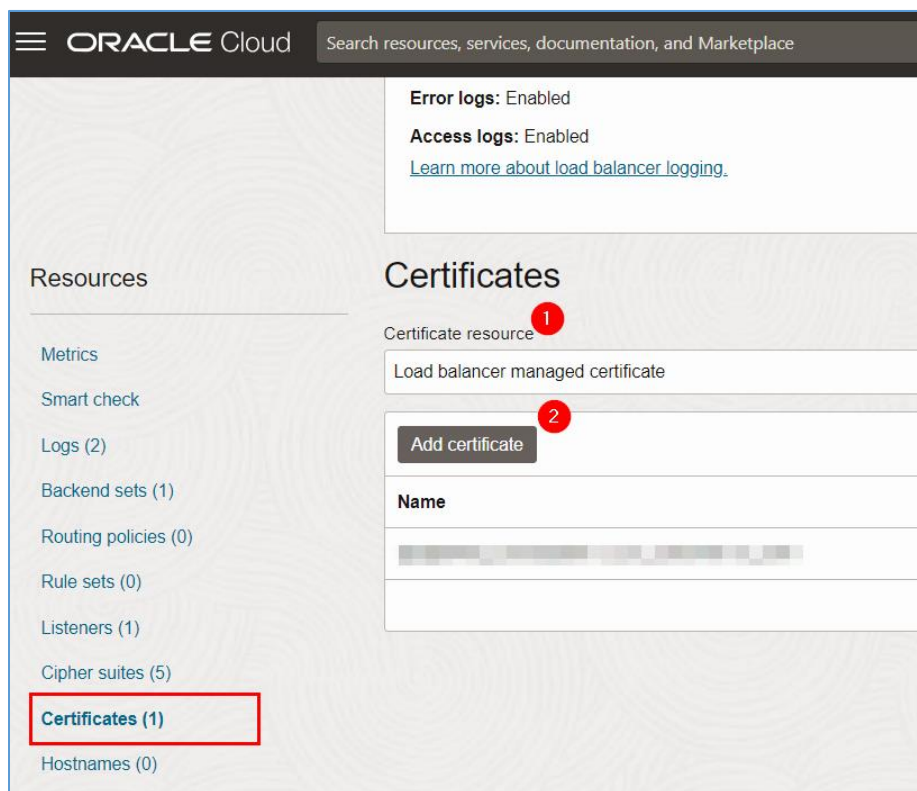 ORACLE Cloud
Search resources, services, documentation, and Marketplace
Error logs: Enabled
Access logs: Enabled
Learn more about load balancer logging.
Resources
Metrics
Smart check
Logs (2)
Backend sets (1)
Routing policies (0)
Rule sets (0)
Listeners (1)
Cipher suites (5)
Certificates (1)
Hostnames (0)
Certificates
1
Certificate resource
Load balancer managed certificate
2
Add certificate
Name